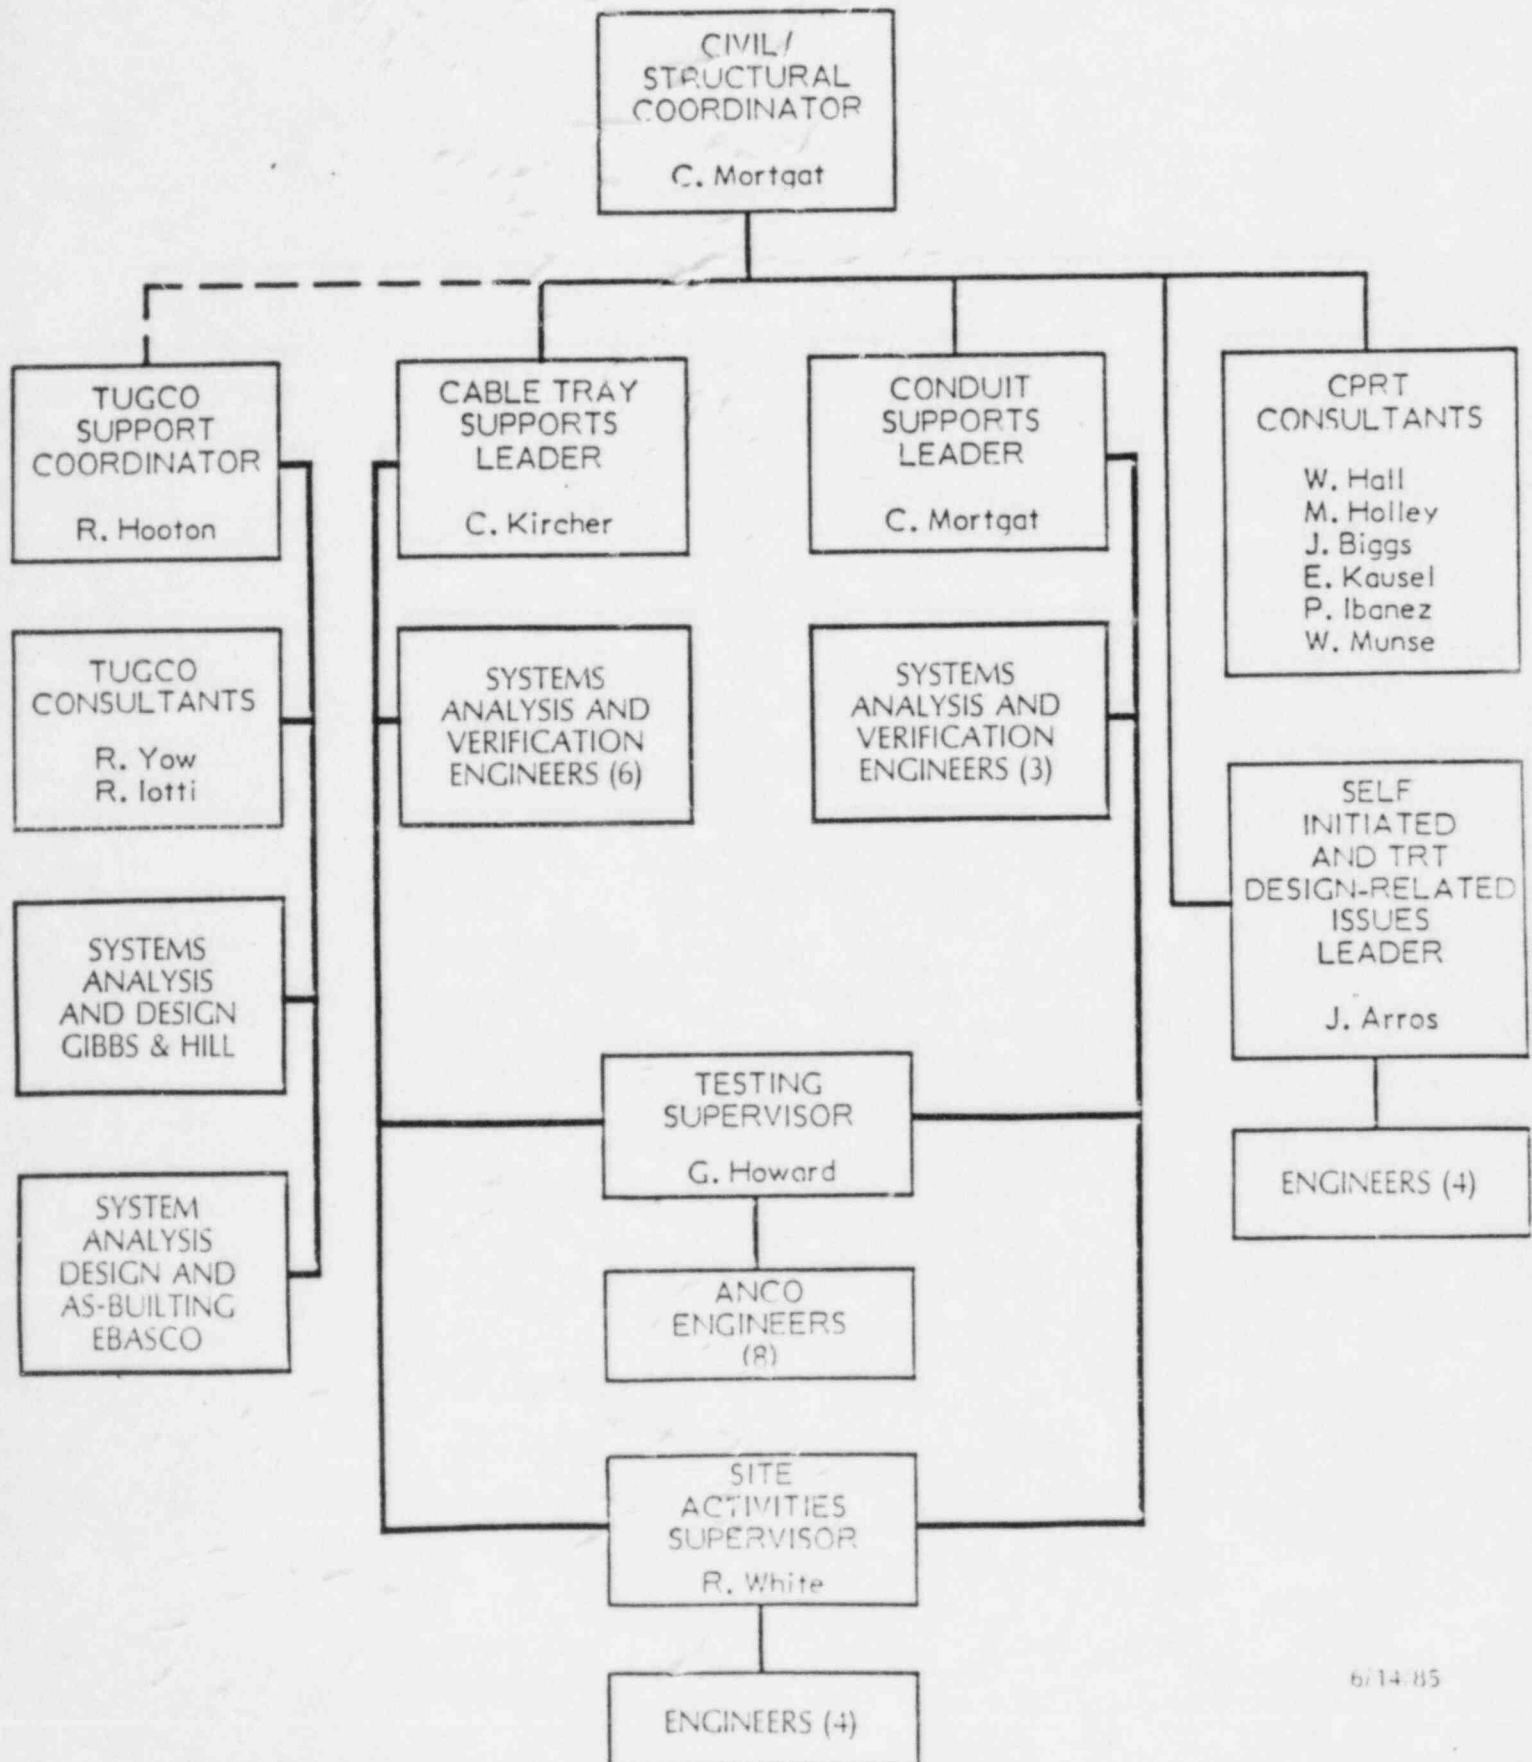 CIVIL/
STRUCTURAL
COORDINATOR
C. Mortgat
TUGCO
SUPPORT
COORDINATOR
R. Hooton
CABLE TRAY
SUPPORTS
LEADER
C. Kircher
CONDUIT
SUPPORTS
LEADER
C. Mortgat
CPRT
CONSULTANTS
W. Hall
M. Holley
J. Biggs
E. Kausel
P. Ibanez
W. Munse
TUGCO
CONSULTANTS
R. Yow
R. Iotti
SYSTEMS
ANALYSIS AND
VERIFICATION
ENGINEERS (6)
SYSTEMS
ANALYSIS AND
VERIFICATION
ENGINEERS (3)
SELF
INITIATED
AND TRT
DESIGN-RELATED
ISSUES
LEADER
J. Arros
SYSTEMS
ANALYSIS
AND DESIGN
GIBBS & HILL
TESTING
SUPERVISOR
G. Howard
ENGINEERS (4)
SYSTEM
ANALYSIS
DESIGN AND
AS-BUILTING
EBASCO
ANCO
ENGINEERS
(8)
SITE
ACTIVITIES
SUPERVISOR
R. White
ENGINEERS (4)
6/14/85